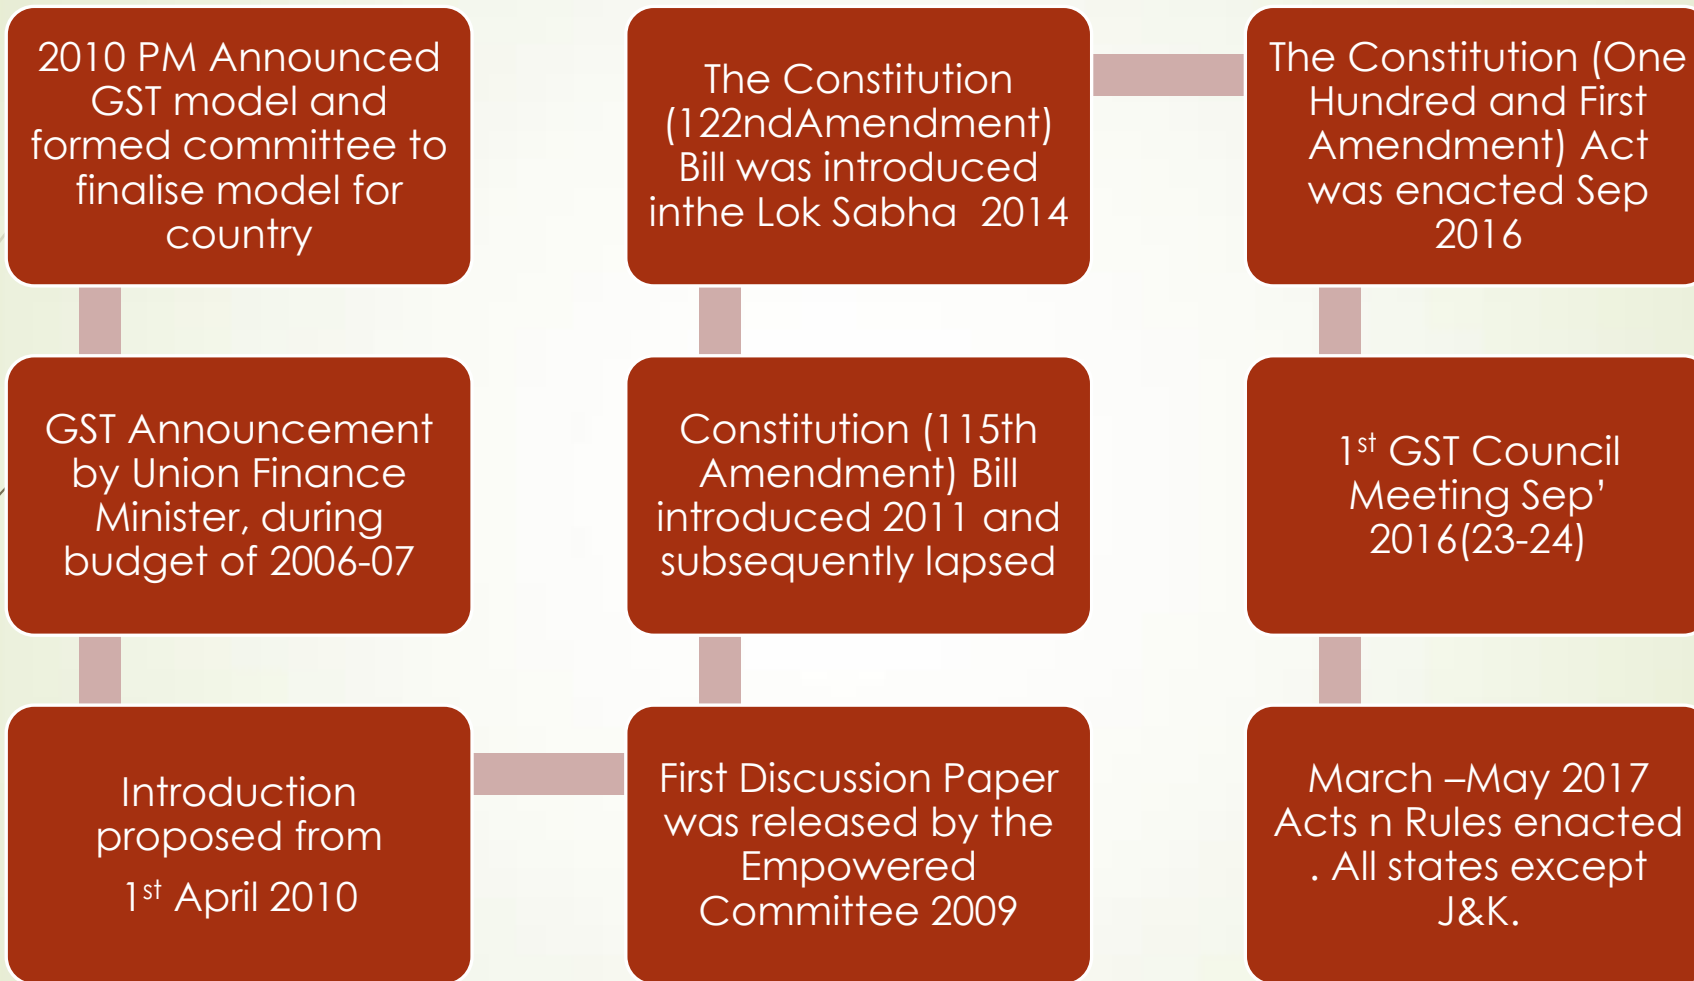 2010 PM Announced
GST model and
formed committee to
finalise model for
country
GST Announcement
by Union Finance
Minister, during
budget of 2006-07
Introduction
proposed from
1st April 2010
First Discussion Paper
was released by the
Empowered
Committee 2009
Constitution (115th
Amendment) Bill
introduced 2011 and
subsequently lapsed
The Constitution
(122ndAmendment)
Bill was introduced
inthe Lok Sabha 2014
The Constitution (One
Hundred and First
Amendment) Act
was enacted Sep
2016
1st GST Council
Meeting Sep’
2016(23-24)
March –May 2017
Acts n Rules enacted
. All states except
J&K.